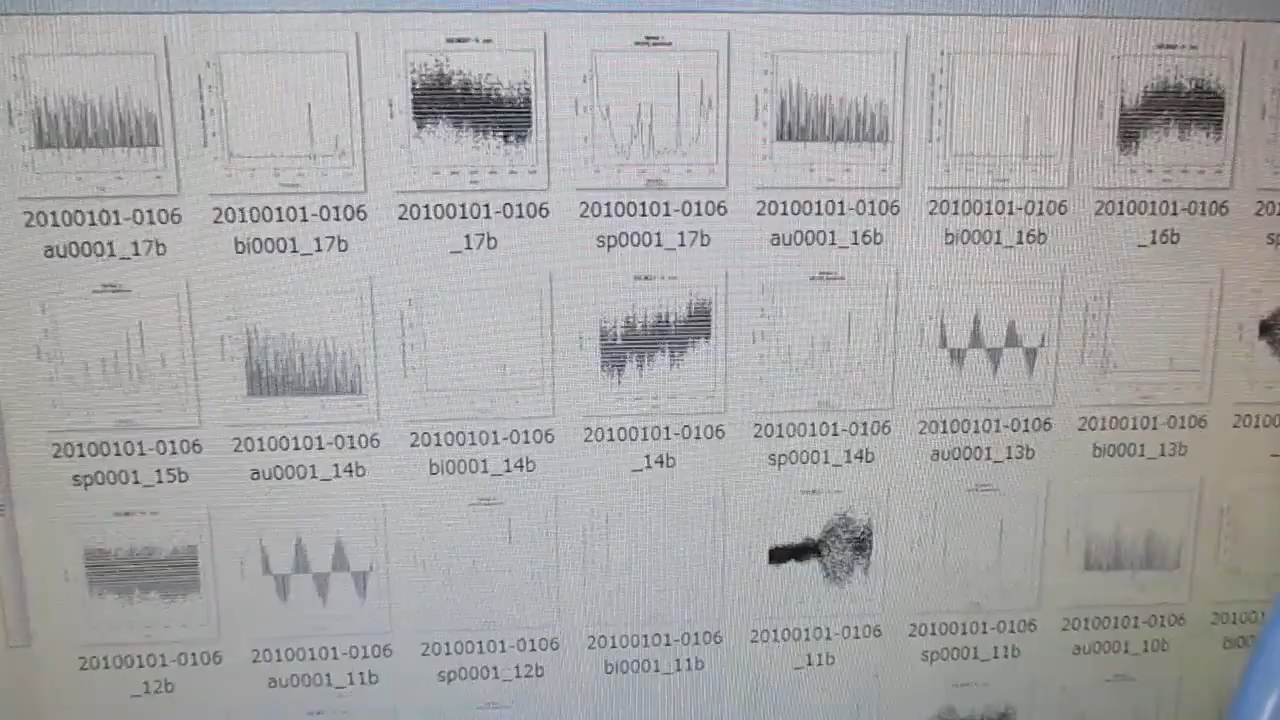 20100101-0106
au0001_17b
20100101-0106
bi0001_17b
20100101-0106
_17b
20100101-0106
sp0001_17b
20100101-0106
au0001_16b
20100101-0106
bi0001_16b
20100101-0106
_16b
20100101-0106
sp0001_15b
20100101-0106
au0001_14b
20100101-0106
bi0001_14b
20100101-0106
_14b
20100101-0106
sp0001_14b
20100101-0106
au0001_13b
20100101-0106
bi0001_13b
20100101-0106
_12b
20100101-0106
au0001_11b
20100101-0106
sp0001_12b
20100101-0106
bi0001_11b
20100101-0106
_11b
20100101-0106
sp0001_11b
20100101-0106
au0001_10b